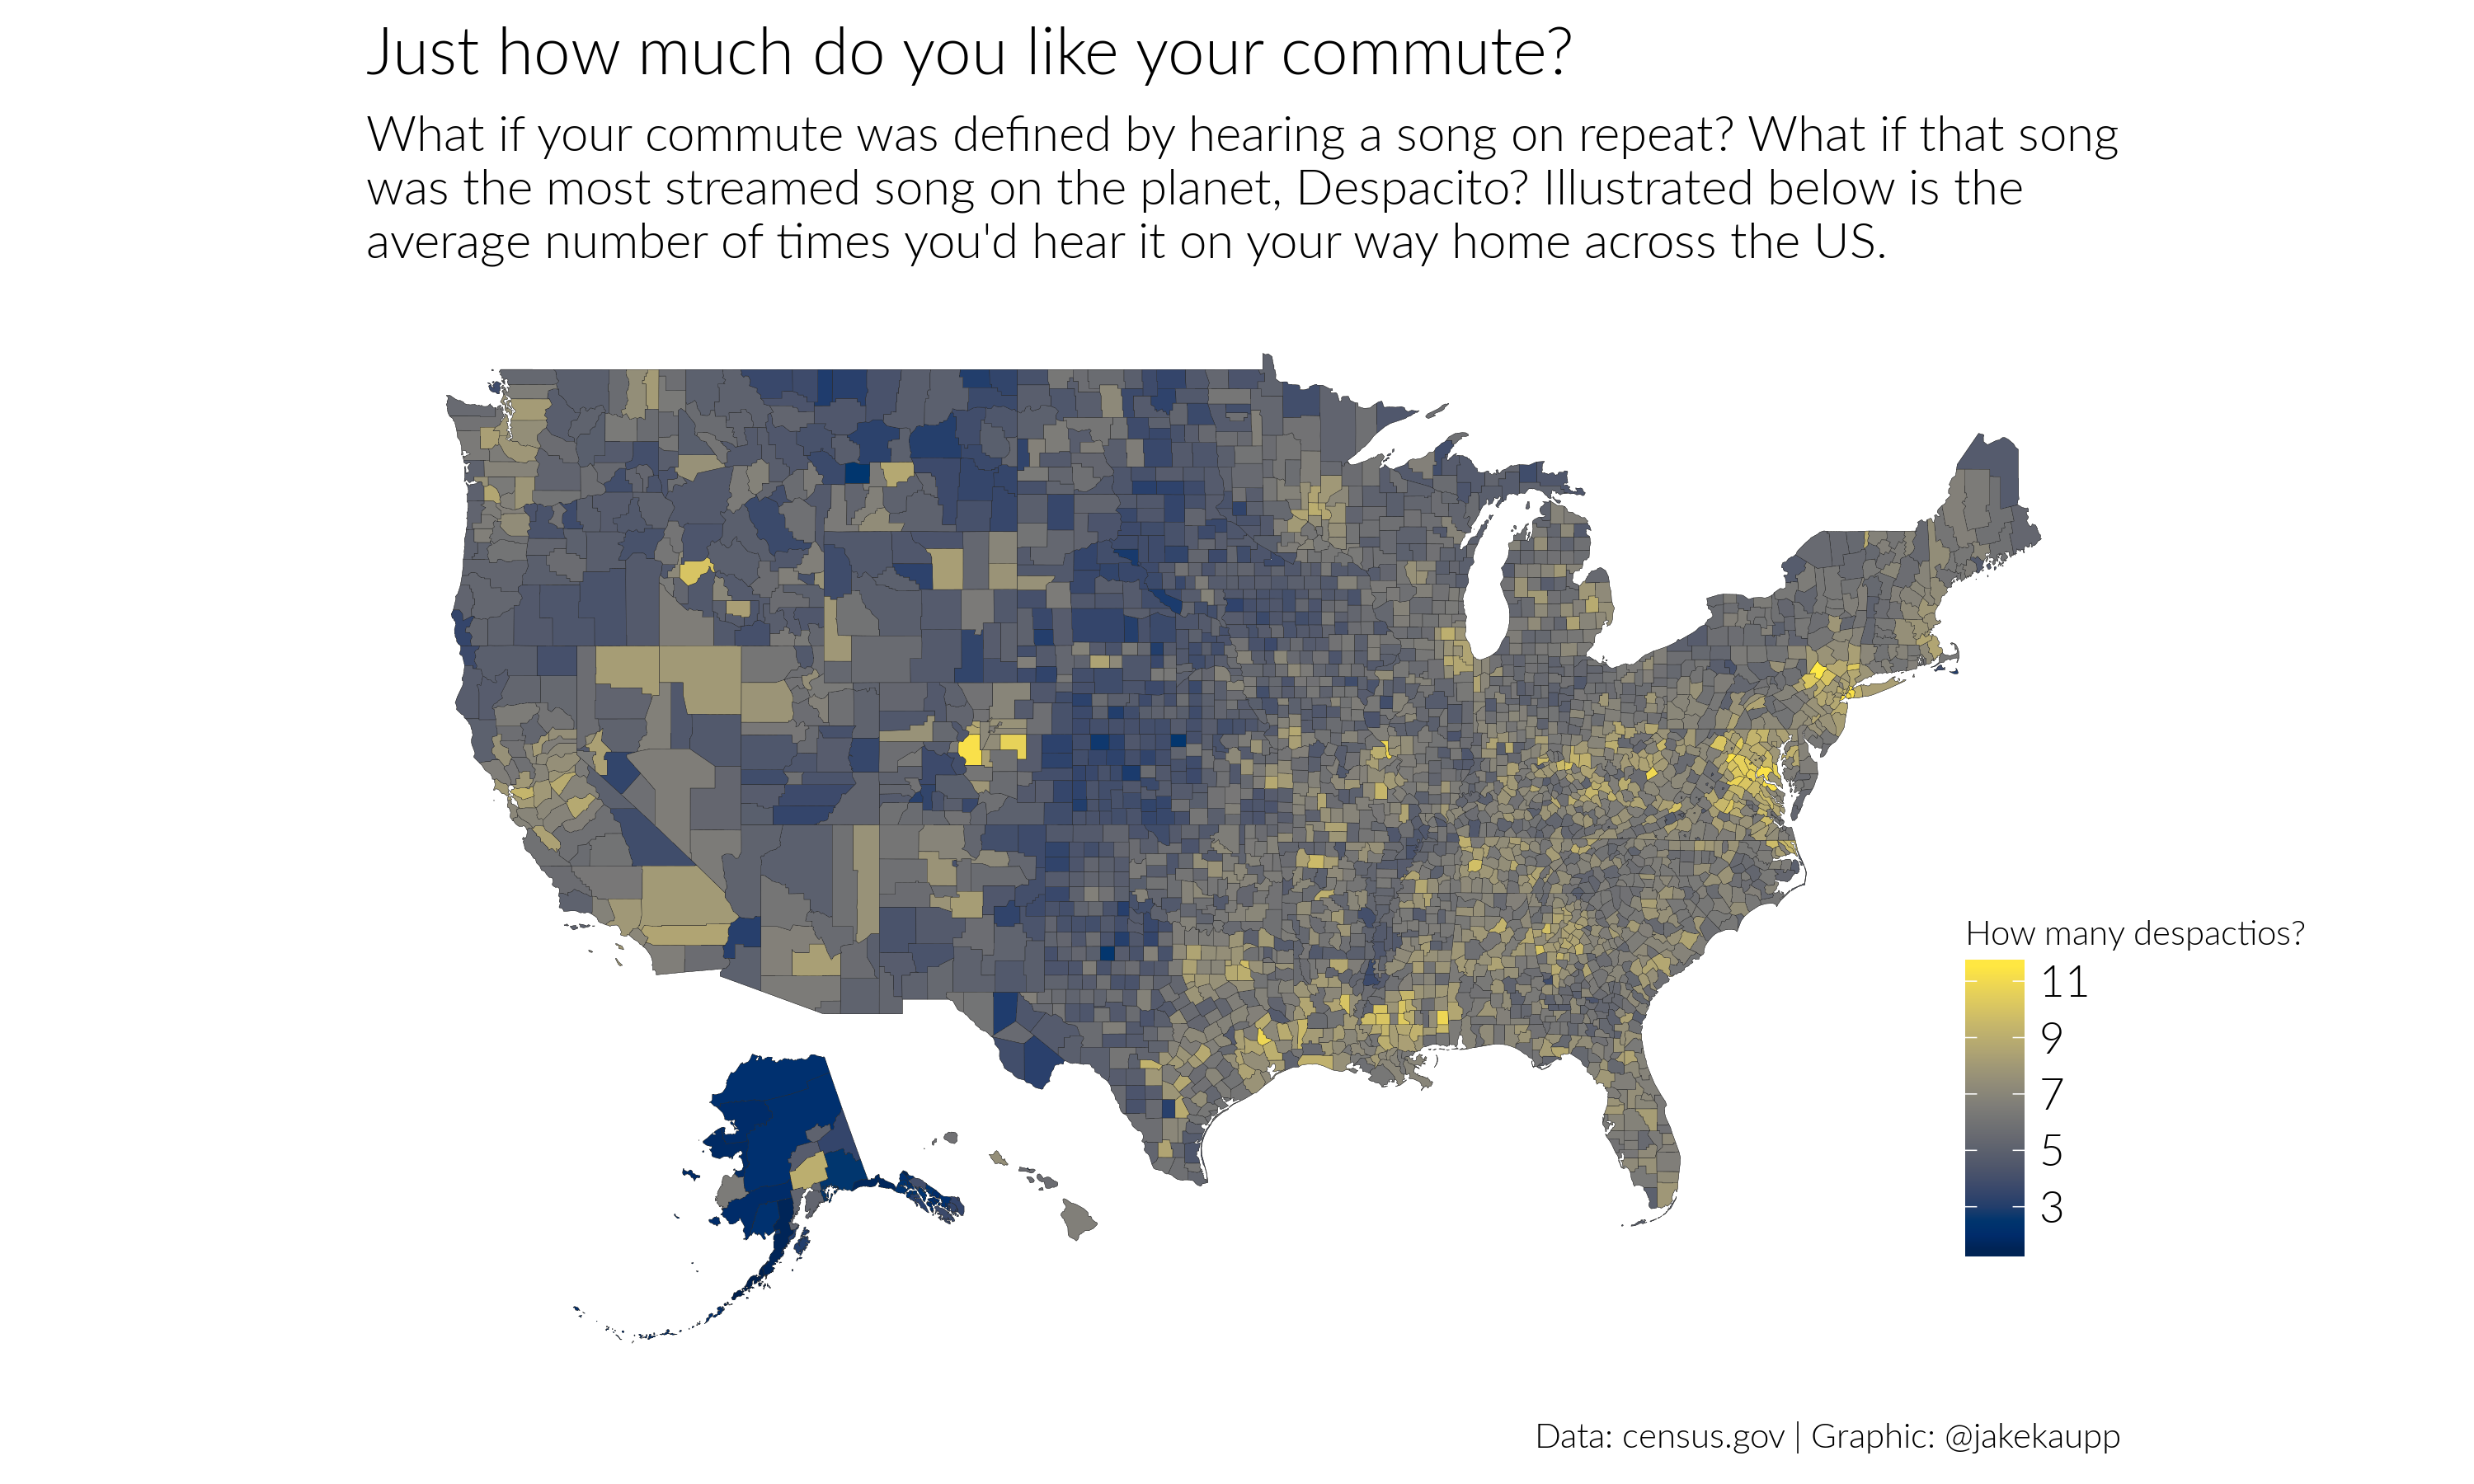 Just how much do you like your commute?
What if your commute was defined by hearing a song on repeat? What if that song
was the most streamed song on the planet, Despacito? Illustrated below is the
average number of times you'd hear it on your way home across the US.
How many despactios?
11
9
7
5
3
Data: census.gov | Graphic: @jakekaupp